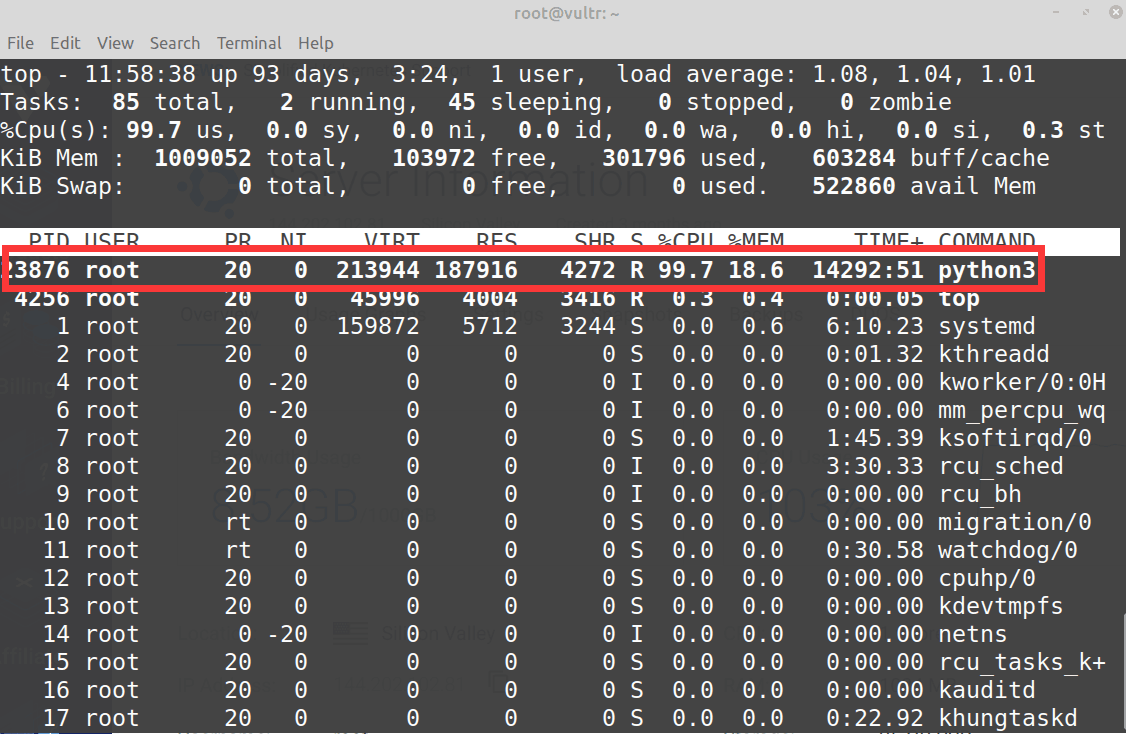 root@vultr: ~
File Edit View Search Terminal Help
top - 11:58:38 up 93 days,  3:24,  1 user,  load average: 1.08, 1.04, 1.01
Tasks:  85 total,   2 running,  45 sleeping,   0 stopped,   0 zombie
%Cpu(s): 99.7 us,  0.0 sy,  0.0 ni,  0.0 id,  0.0 wa,  0.0 hi,  0.0 si,  0.3 st
KiB Mem :  1009052 total,   103972 free,   301796 used,   603284 buff/cache
KiB Swap:        0 total,        0 free,        0 used.   522860 avail Mem
Server Information
  PID USER      PR  NI    VIRT    RES    SHR S %CPU %MEM     TIME+ COMMAND
23876 root      20   0  213944 187916   4272 R 99.7 18.6  14292:51 python3
 4256 root      20   0   45996   4004   3416 R  0.3  0.4   0:00.05 top
Overview
    1 root      20   0  159872   5712   3244 S  0.0  0.6   6:10.23 systemd
    2 root      20   0       0      0      0 S  0.0  0.0   0:01.32 kthreadd
Billing
    4 root       0 -20       0      0      0 I  0.0  0.0   0:00.00 kworker/0:0H
    6 root       0 -20       0      0      0 I  0.0  0.0   0:00.00 mm_percpu_wq
    7 root      20   0       0      0      0 S  0.0  0.0   1:45.39 ksoftirqd/0
    8 root      20   0       0      0      0 I  0.0  0.0   3:30.33 rcu_sched
    9 root      20   0       0      0      0 I  0.0  0.0   0:00.00 rcu_bh
   10 root      rt   0       0      0      0 S  0.0  0.0   0:00.00 migration/0
   11 root      rt   0       0      0      0 S  0.0  0.0   0:30.58 watchdog/0
   12 root      20   0       0      0      0 S  0.0  0.0   0:00.00 cpuhp/0
   13 root      20   0       0      0      0 S  0.0  0.0   0:00.00 kdevtmpfs
   14 root       0 -20       0      0      0 I  0.0  0.0   0:00.00 netns
Silicon Valley
   15 root      20   0       0      0      0 S  0.0  0.0   0:00.00 rcu_tasks_k+
   16 root      20   0       0      0      0 S  0.0  0.0   0:00.00 kauditd
   17 root      20   0       0      0      0 S  0.0  0.0   0:22.92 khungtaskd